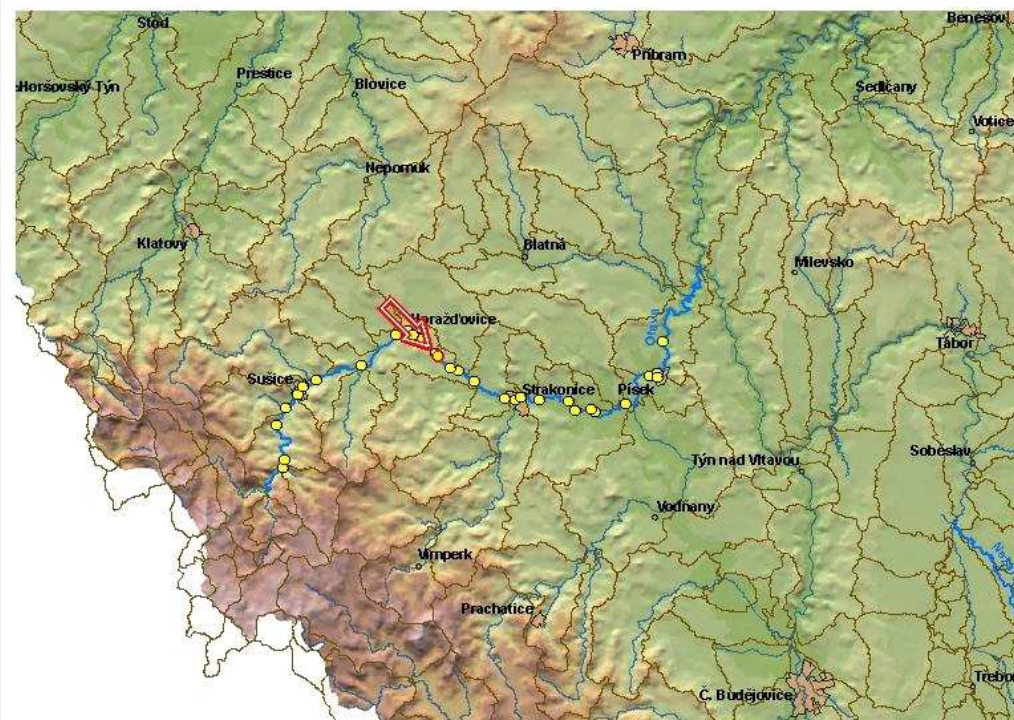 Stod
Benešov
Příbram
Přeštice
Horšovský Týn
Blovice
Sedlčany
Votice
Nepomuk
Klatovy
Blatná
Milevsko
Horažďovice
Otava
Tábor
Sušice
Strakonice
Písek
Týn nad Vltavou
Soběslav
Vodňany
Vimperk
Prachatice
Č. Budějovice